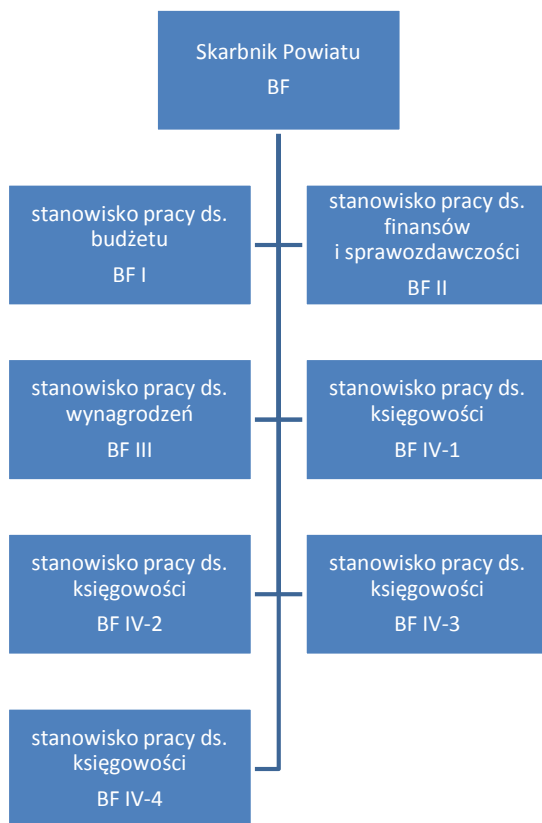 Skarbnik Powiatu
BF
stanowisko pracy ds.
budżetu
BF I
stanowisko pracy ds.
finansów
i sprawozdawczości
BF II
stanowisko pracy ds.
wynagrodzeń
BF III
stanowisko pracy ds.
księgowości
BF IV-1
stanowisko pracy ds.
księgowości
BF IV-2
stanowisko pracy ds.
księgowości
BF IV-3
stanowisko pracy ds.
księgowości
BF IV-4